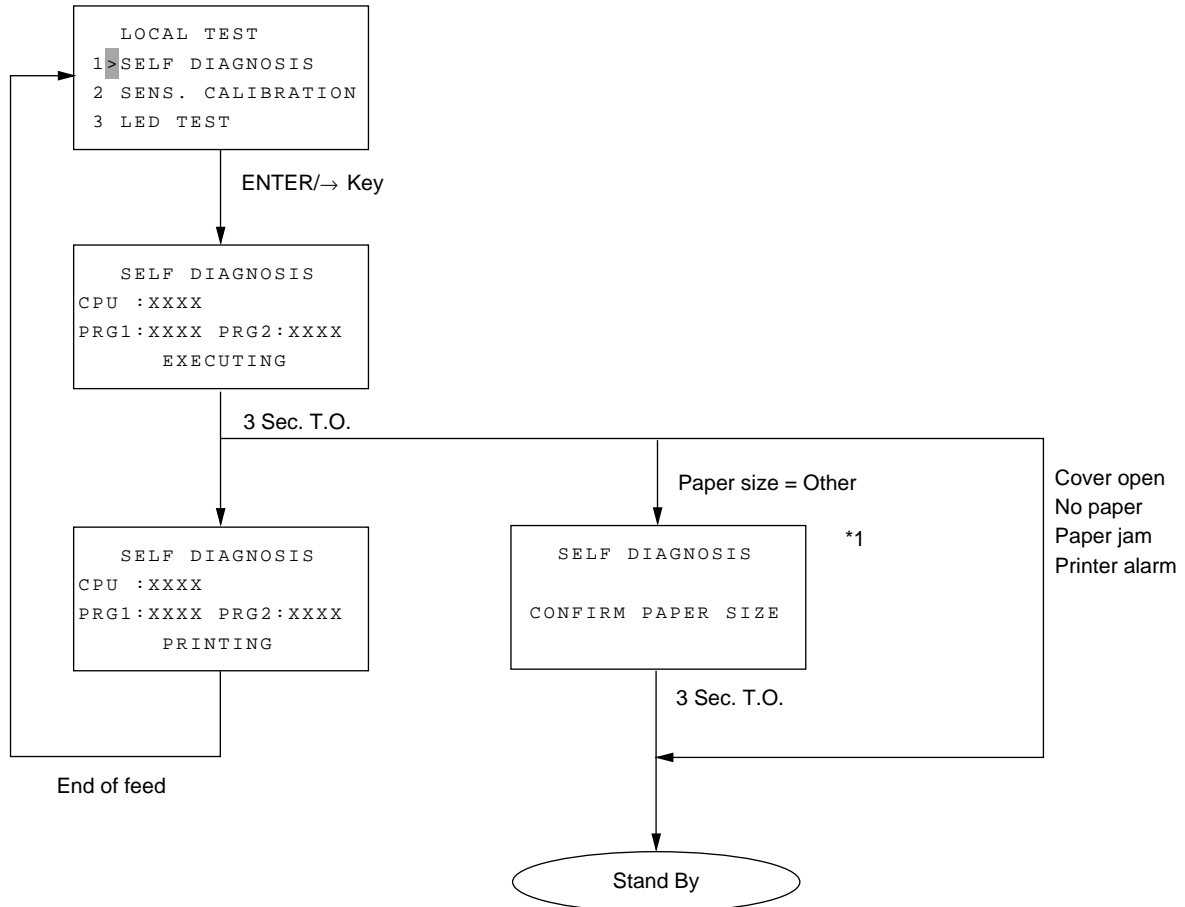 LOCAL TEST
1>SELF DIAGNOSIS
2 SENS. CALIBRATION
3 LED TEST
ENTER/→ Key
SELF DIAGNOSIS
CPU :XXXX
PRG1:XXXX PRG2:XXXX
EXECUTING
3 Sec. T.O.
Paper size = Other
Cover open
No paper
Paper jam
Printer alarm
SELF DIAGNOSIS
CPU :XXXX
PRG1:XXXX PRG2:XXXX
PRINTING
SELF DIAGNOSIS
CONFIRM PAPER SIZE
*1
3 Sec. T.O.
End of feed
Stand By